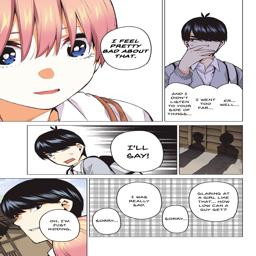 I FEEL
PRETTY
BAD ABOUT
THAT.
ER...
WELL...
I WENT
TOO
FAR...
AND I
DIDN'T
LISTEN TO
YOUR SIDE
OF
THINGS...
I'LL
SAY!
GLARING AT
A GIRL LIKE
THAT... HOW
LOW CAN A
GUY GET?
SORRY...
I WAS
REALLY
SAD.
SORRY...
OH, I'M
JUST
KIDDING.